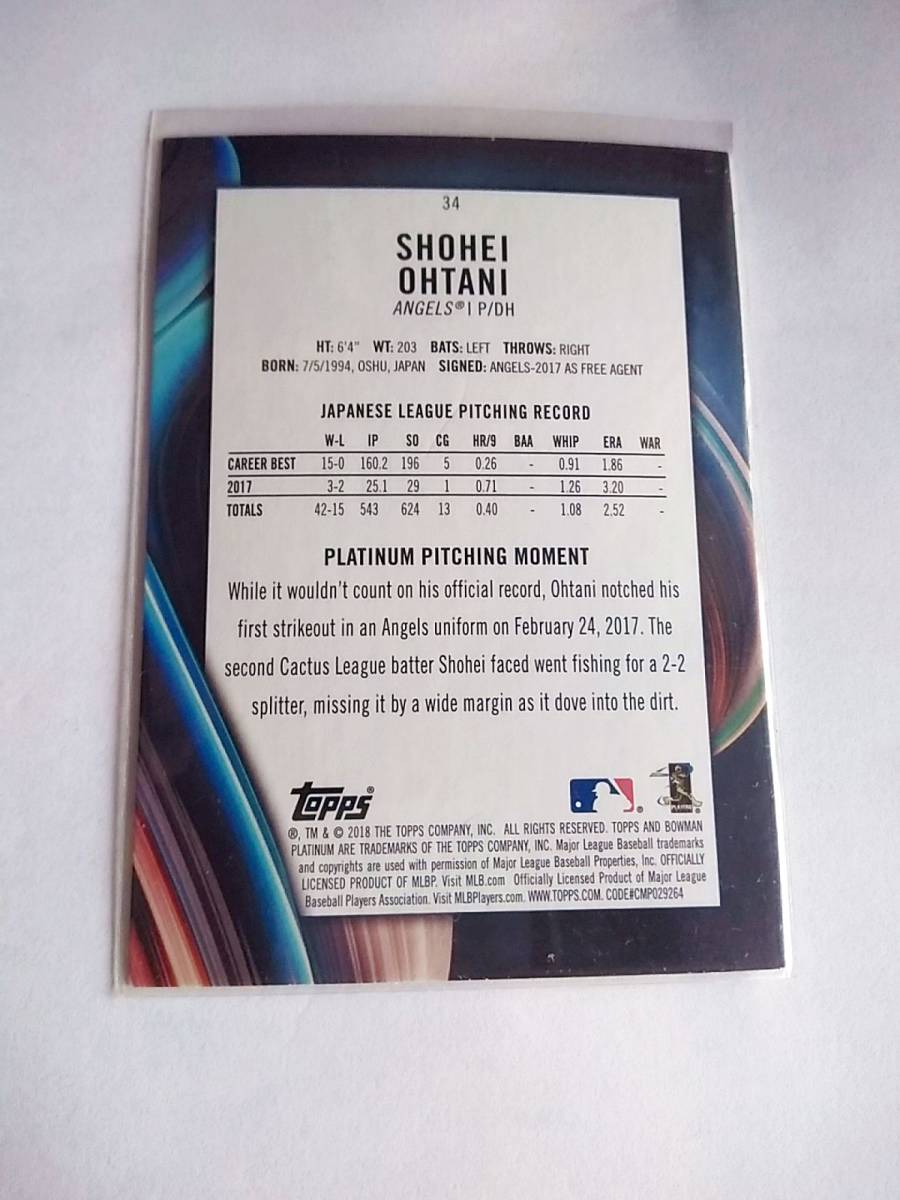 34
SHOHEI
OHTANI
ANGELS® | P/DH
HT: 6'4" WT: 203 BATS: LEFT THROWS: RIGHT
BORN: 7/5/1994, OSHU, JAPAN SIGNED: ANGELS-2017 AS FREE AGENT
JAPANESE LEAGUE PITCHING RECORD
W-L IP SO CG HR/9 BAA WHIP ERA WAR
CAREER BEST 15-0 160.2 196 5 0.26 - 0.91 1.86 -
2017 3-2 25.1 29 1 0.71 - 1.26 3.20 -
TOTALS 42-15 543 624 13 0.40 - 1.08 2.52 -
PLATINUM PITCHING MOMENT
While it wouldn't count on his official record, Ohtani notched his
first strikeout in an Angels uniform on February 24, 2017. The
second Cactus League batter Shohei faced went fishing for a 2-2
splitter, missing it by a wide margin as it dove into the dirt.
topps®
®, TM & © 2018 THE TOPPS COMPANY, INC. ALL RIGHTS RESERVED. TOPPS AND BOWMAN
PLATINUM ARE TRADEMARKS OF THE TOPPS COMPANY, INC. Major League Baseball trademarks
and copyrights are used with permission of Major League Baseball Properties, Inc. OFFICIALLY
LICENSED PRODUCT OF MLBP. Visit MLB.com Officially Licensed Product of Major League
Baseball Players Association. Visit MLBPlayers.com. WWW.TOPPS.COM. CODE#CMP029264